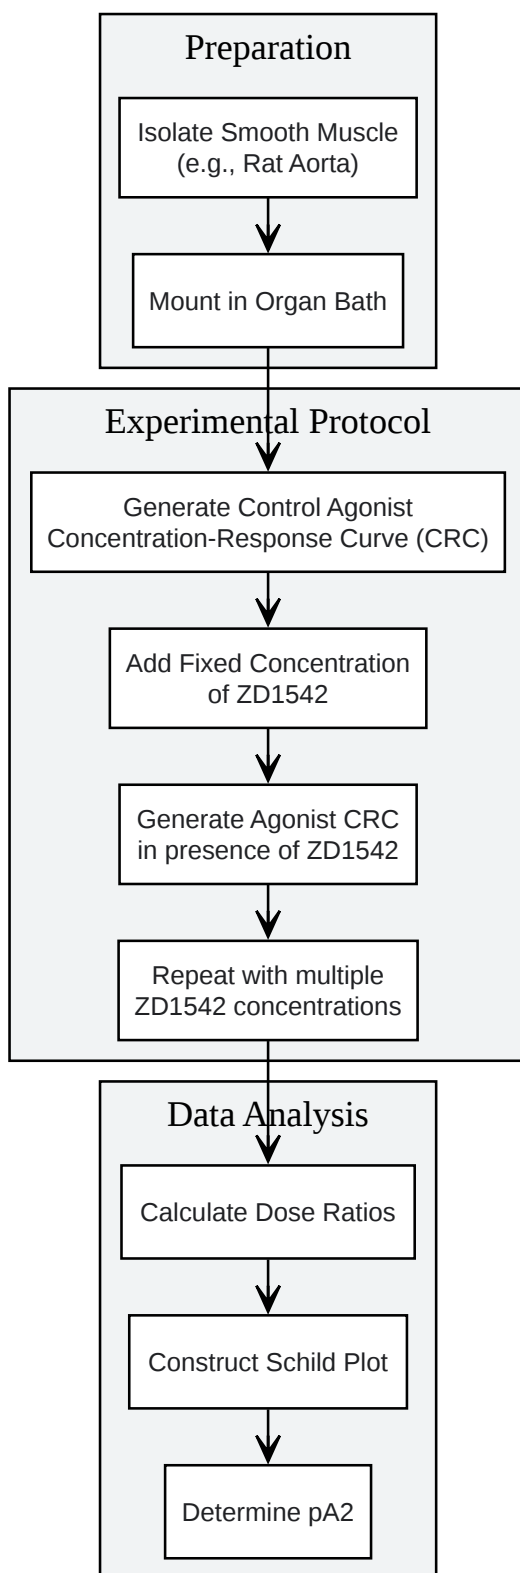 Preparation
Isolate Smooth Muscle
(e.g., Rat Aorta)
Mount in Organ Bath
Experimental Protocol
Generate Control Agonist
Concentration-Response Curve (CRC)
Add Fixed Concentration
of ZD1542
Generate Agonist CRC
in presence of ZD1542
Repeat with multiple
ZD1542 concentrations
Data Analysis
Calculate Dose Ratios
Construct Schild Plot
Determine pA2